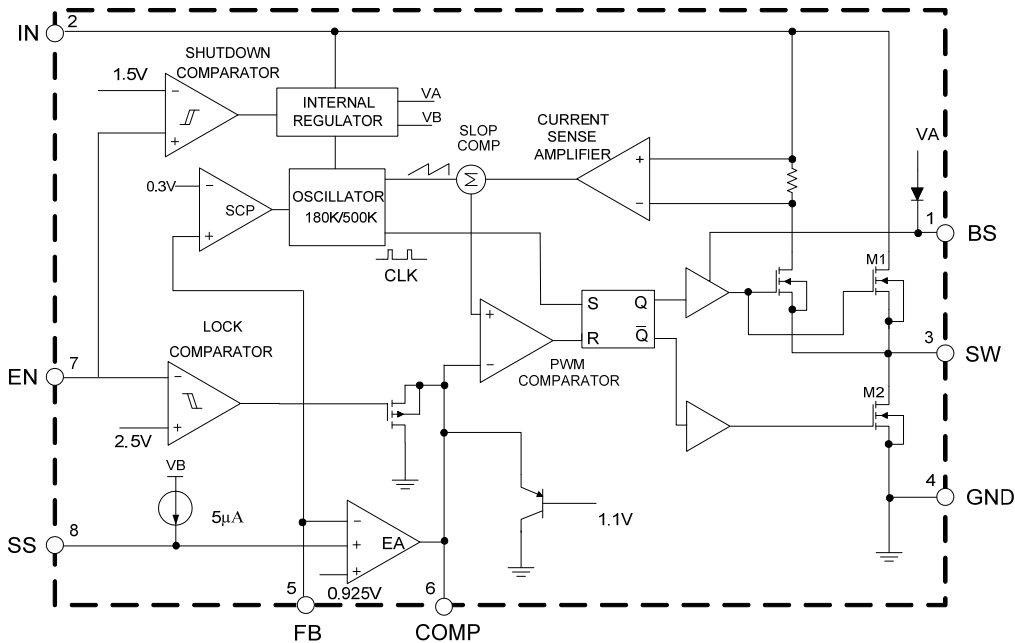 IN
2
SHUTDOWN
COMPARATOR
1.5V
−
+
INTERNAL
REGULATOR
VA
VB
SLOP
COMP
Σ
CURRENT
SENSE
AMPLIFIER
+
−
VA
0.3V
−
+
SCP
OSCILLATOR
180K/500K
CLK
1
BS
M1
S
Q
R
Q̅
+
−
PWM
COMPARATOR
3
SW
LOCK
COMPARATOR
7
EN
−
+
2.5V
M2
VB
5μA
4
GND
1.1V
8
SS
−
+
+
EA
0.925V
5
FB
6
COMP